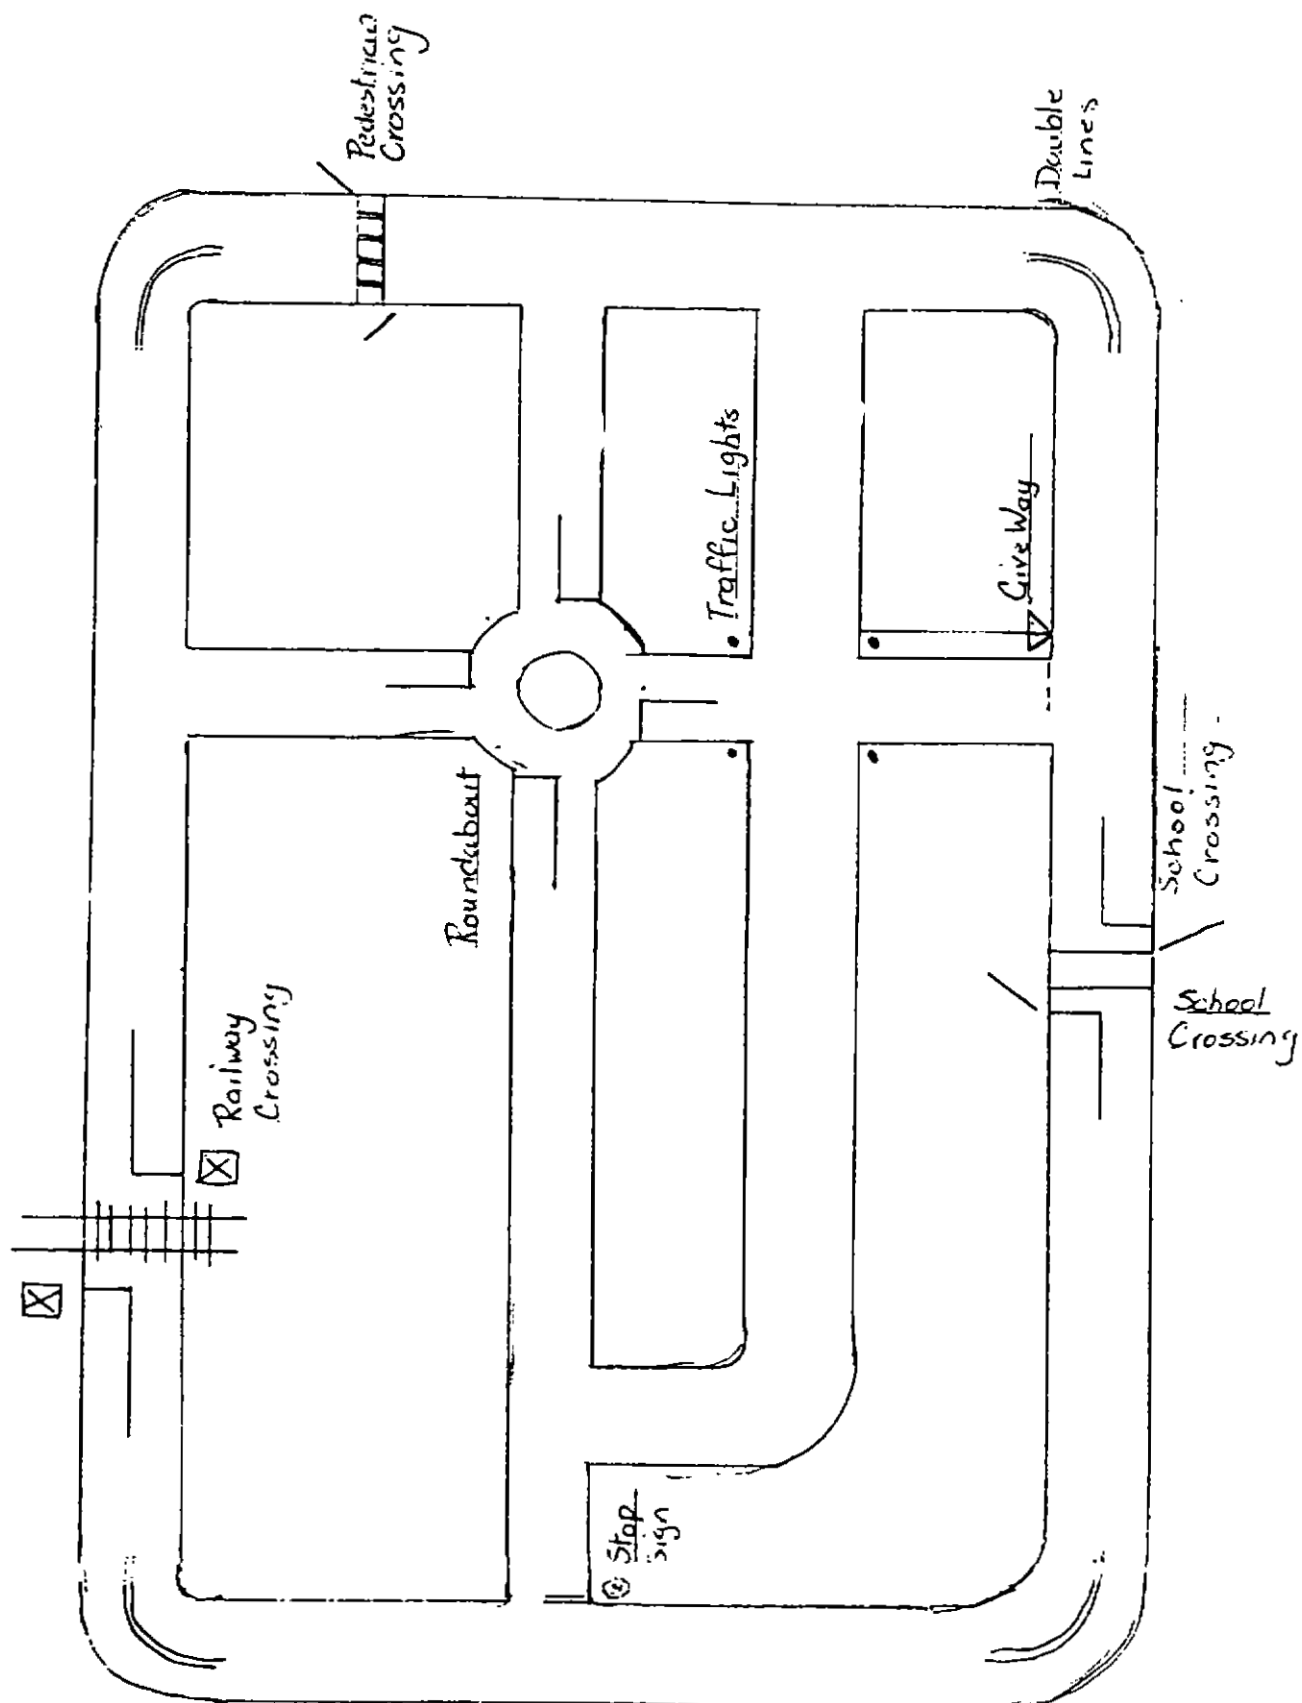 Pedestrian
Crossing
Double
Lines
Traffic Lights
Give Way
Roundabout
School
Crossing
Railway
Crossing
School
Crossing
Stop
sign